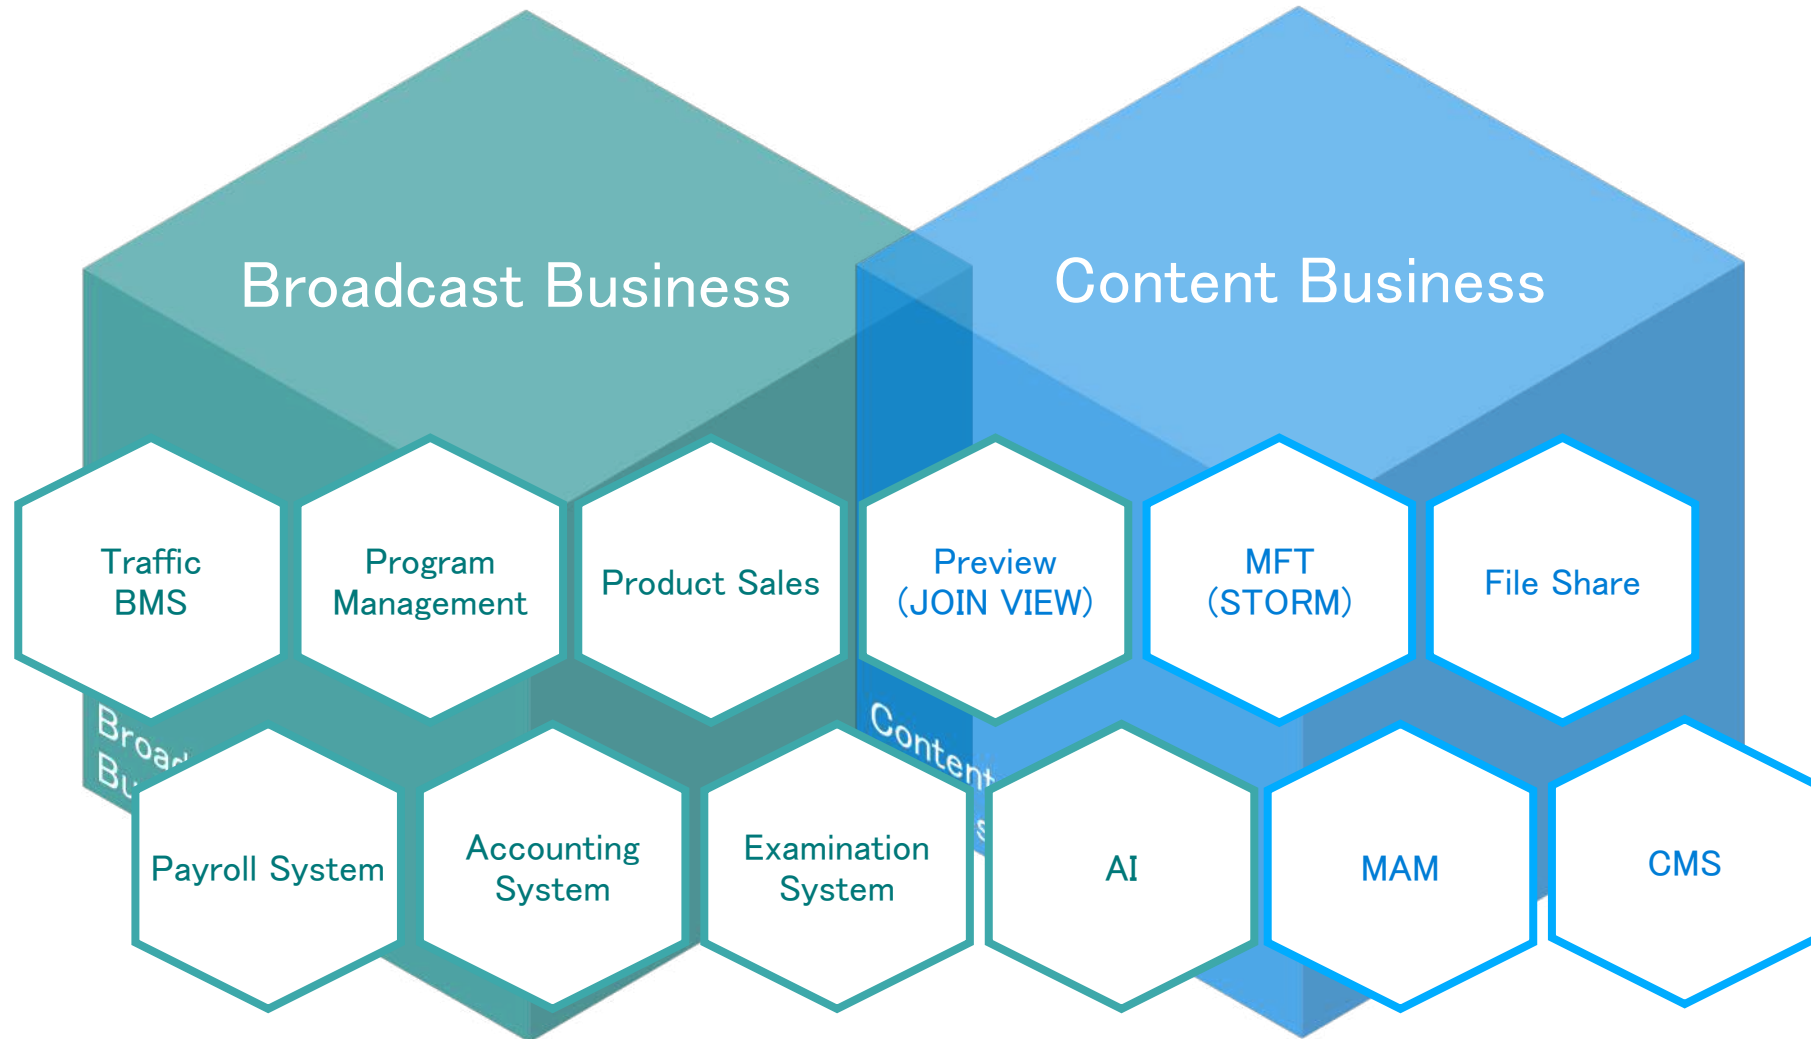 Broadcast Business
Content Business
Traffic
BMS
Program
Management
Product Sales
Preview
(JOIN VIEW)
MFT
(STORM)
File Share
Content
Payroll System
Accounting
System
Examination
System
AI
MAM
CMS